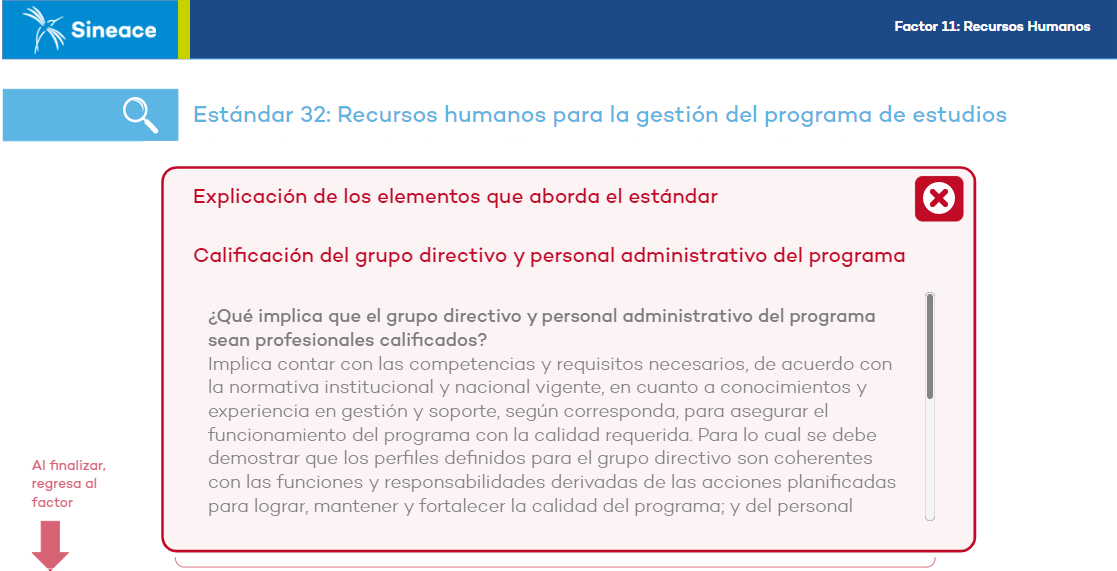 Sineace
Factor 11: Recursos Humanos
Estándar 32: Recursos humanos para la gestión del programa de estudios
Explicación de los elementos que aborda el estándar
Calificación del grupo directivo y personal administrativo del programa
¿Qué implica que el grupo directivo y personal administrativo del programa
sean profesionales calificados?
Implica contar con las competencias y requisitos necesarios, de acuerdo con
la normativa institucional y nacional vigente, en cuanto a conocimientos y
experiencia en gestión y soporte, según corresponda, para asegurar el
funcionamiento del programa con la calidad requerida. Para lo cual se debe
demostrar que los perfiles definidos para el grupo directivo son coherentes
con las funciones y responsabilidades derivadas de las acciones planificadas
para lograr, mantener y fortalecer la calidad del programa; y del personal
Al finalizar,
regresa al
factor